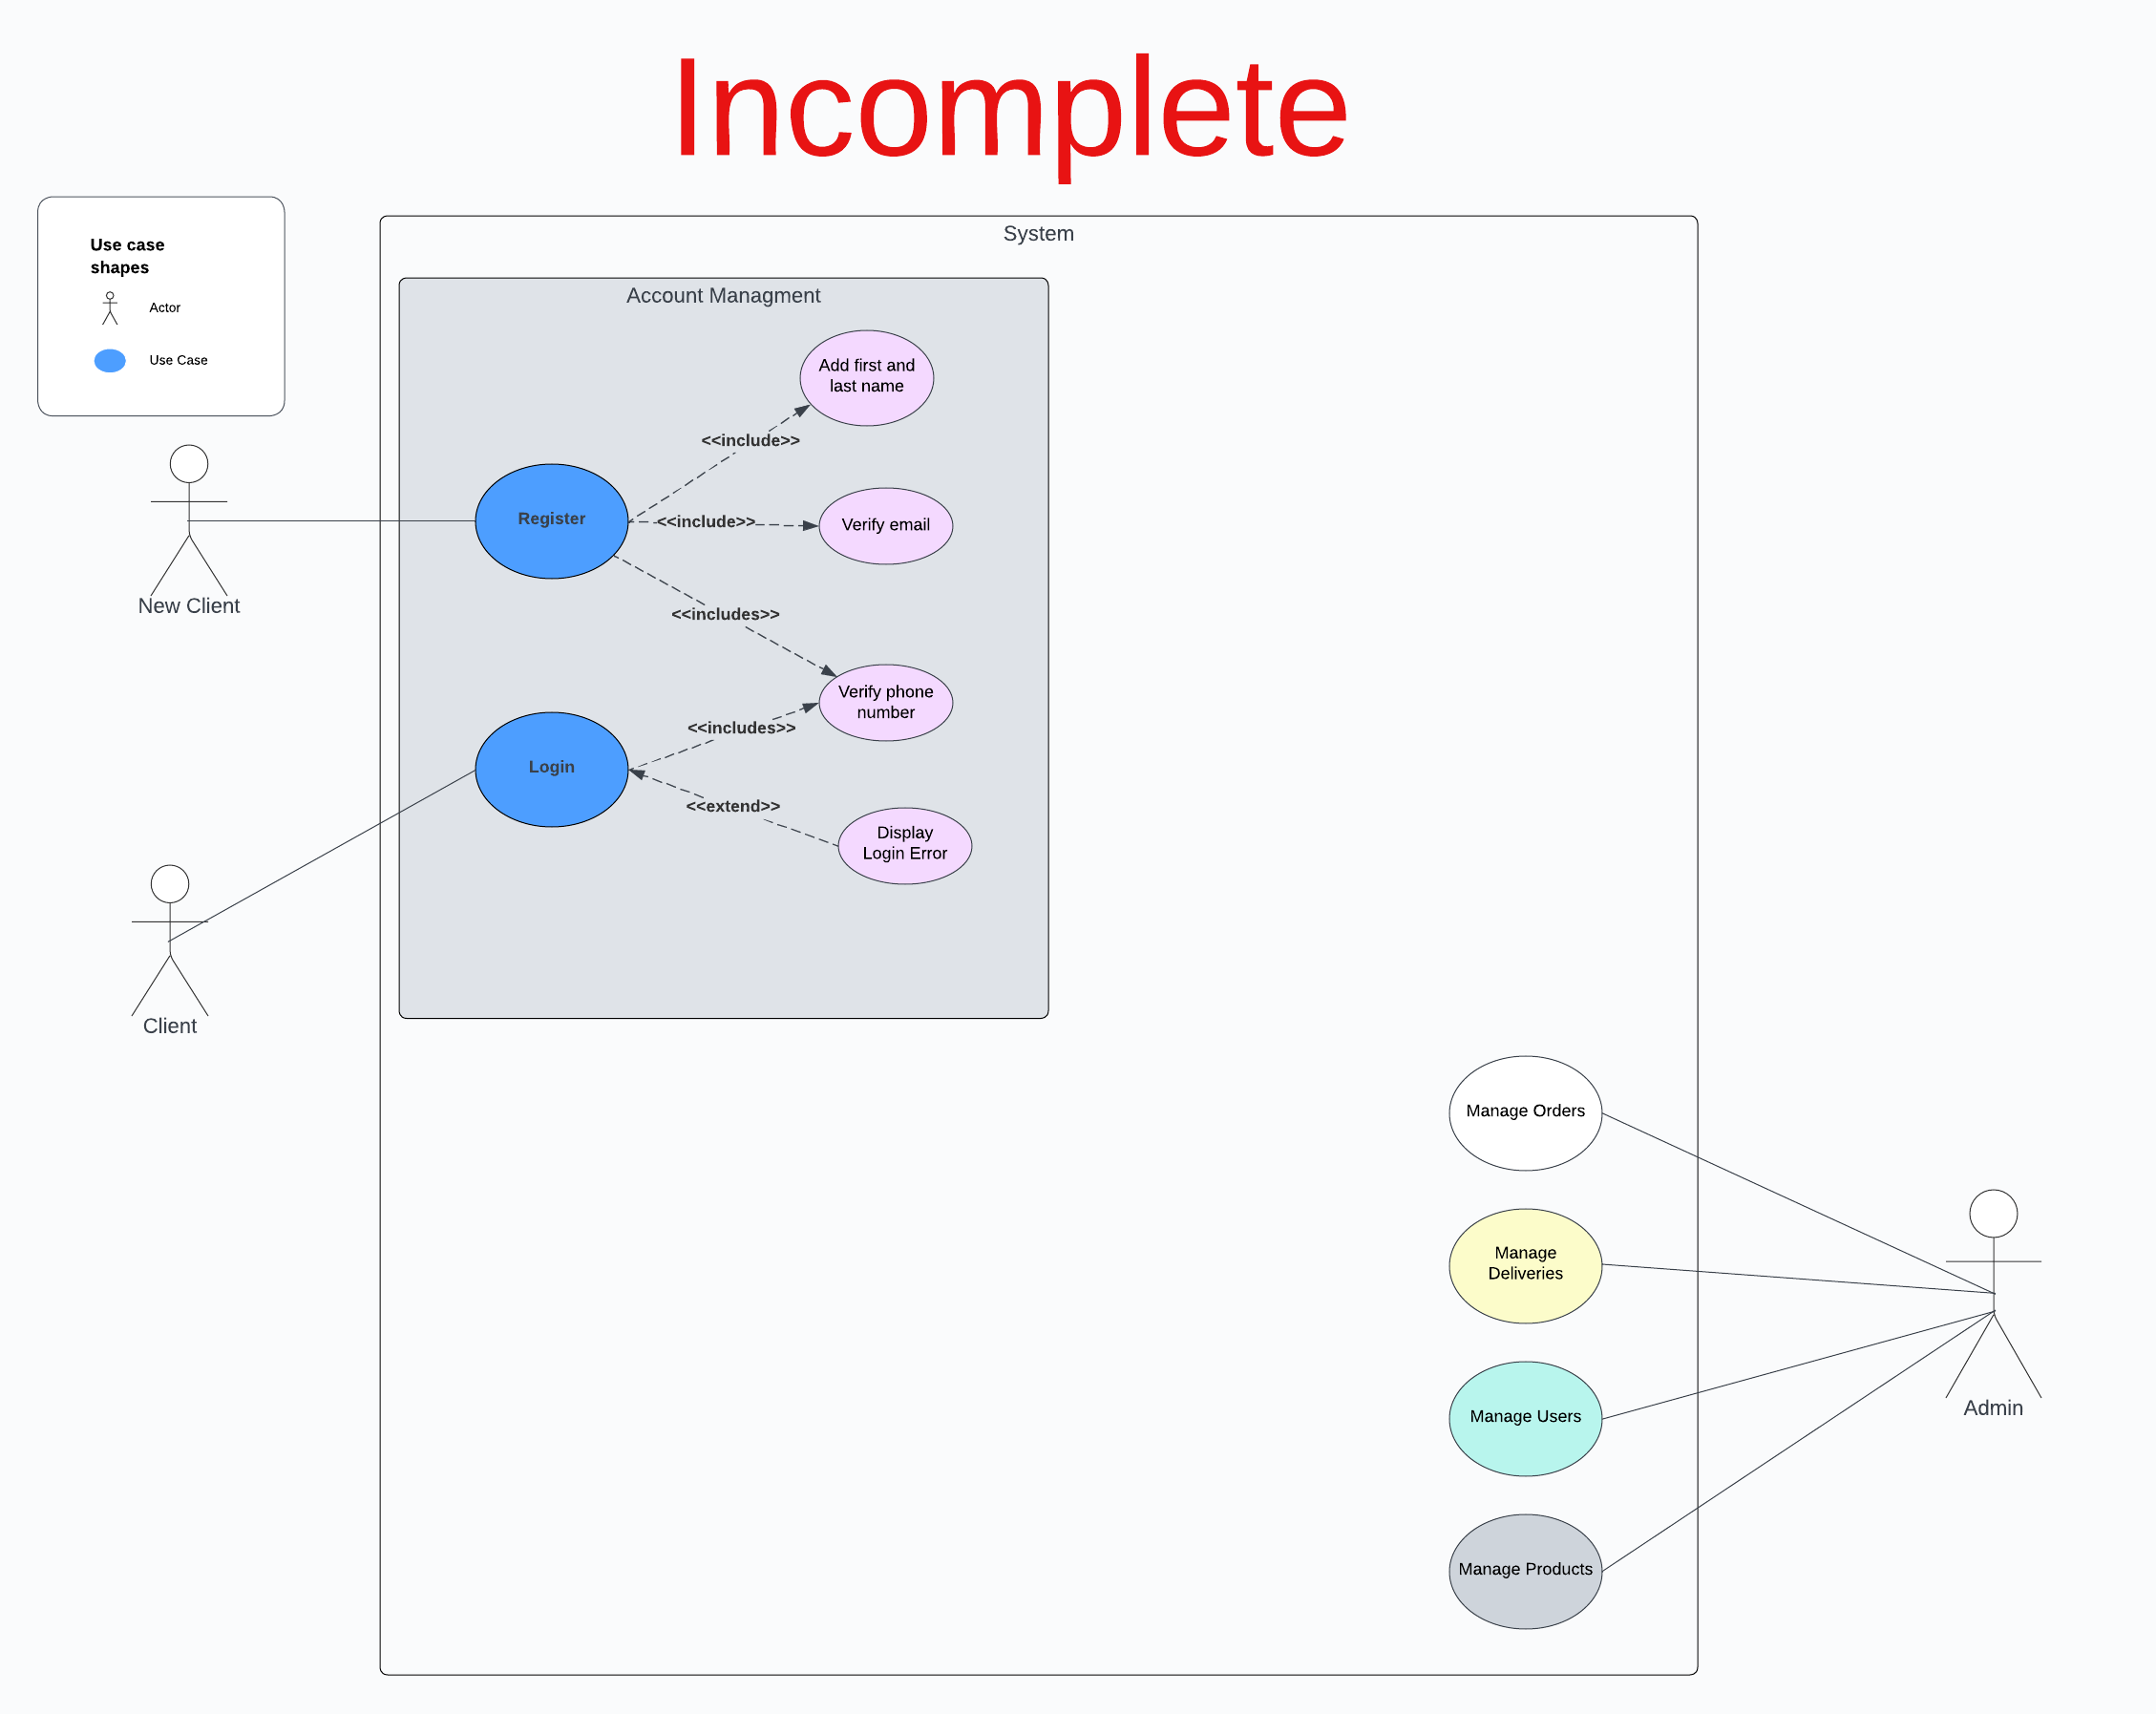 Incomplete
Use case
shapes
Actor
Use Case
System
Account Managment
Add first and
last name
<<include>>
Register
<<include>>
Verify email
New Client
<<includes>>
Verify phone
number
<<includes>>
Login
<<extend>>
Display
Login Error
Client
Manage Orders
Manage
Deliveries
Manage Users
Admin
Manage Products